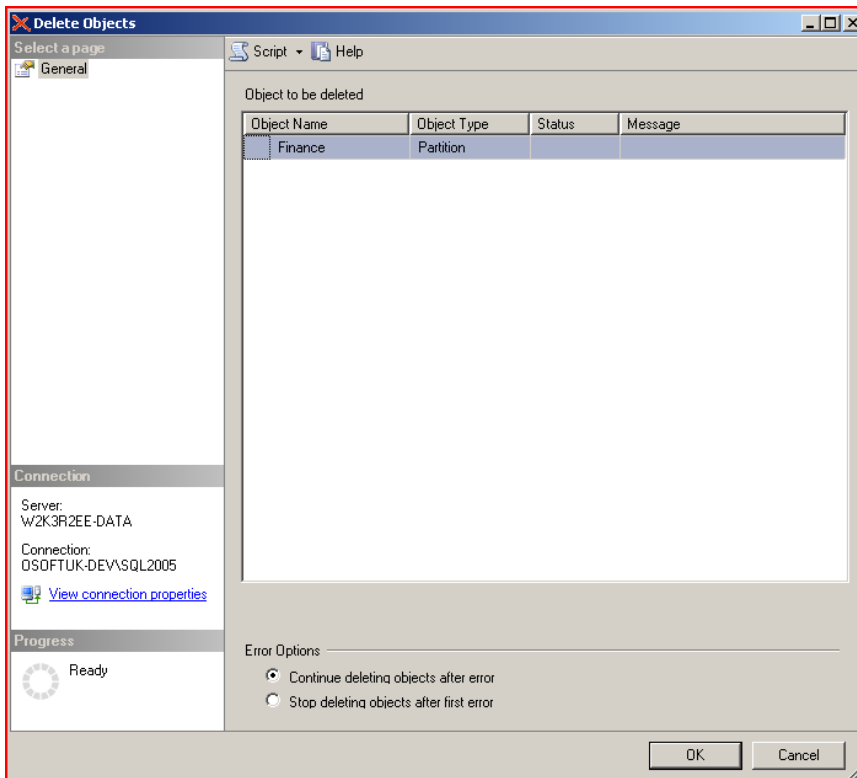 Delete Objects
Select a page
General
Script Help
Object to be deleted
Object Name Object Type Status Message
Finance Partition
Connection
Server:
W2K3R2EE-DATA
Connection:
OSOFTUK-DEV\SQL2005
View connection properties
Progress
Ready
Error Options
Continue deleting objects after error
Stop deleting objects after first error
OK Cancel